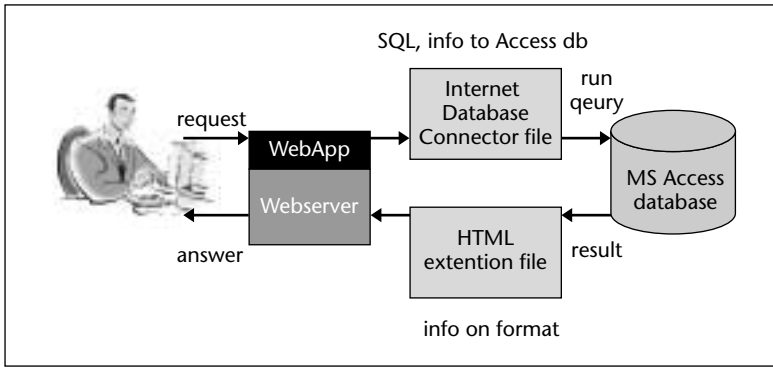 SQL, info to Access db
request
WebApp
Webserver
answer
Internet
Database
Connector file
run
qeury
MS Access
database
HTML
extention file
result
info on format